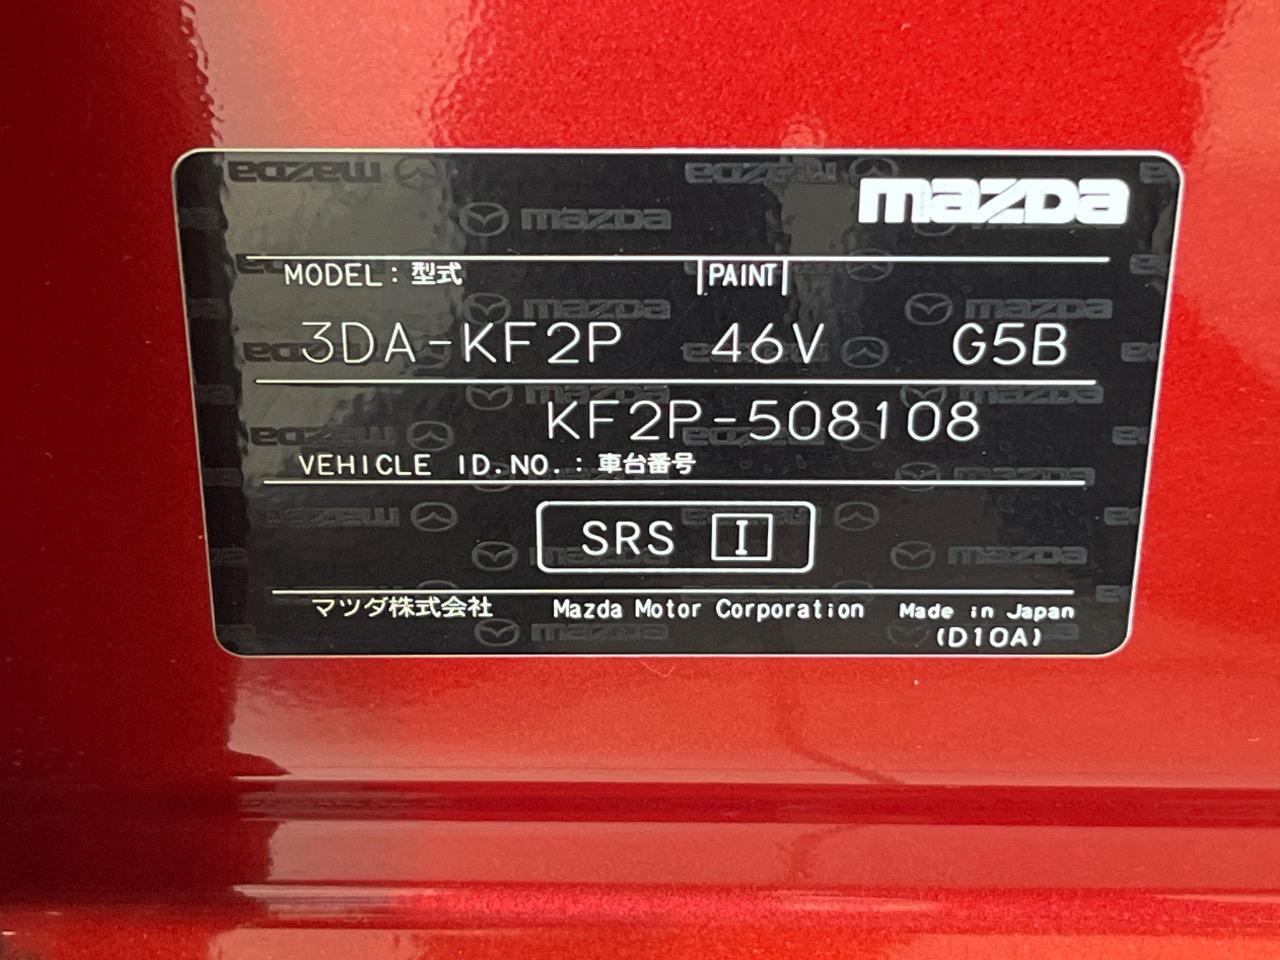 mazda
MODEL : 型式 PAINT
3DA-KF2P 46V G5B
KF2P-508108
VEHICLE ID.NO. : 車台番号
SRS I
マツダ株式会社 Mazda Motor Corporation Made in Japan
(D10A)